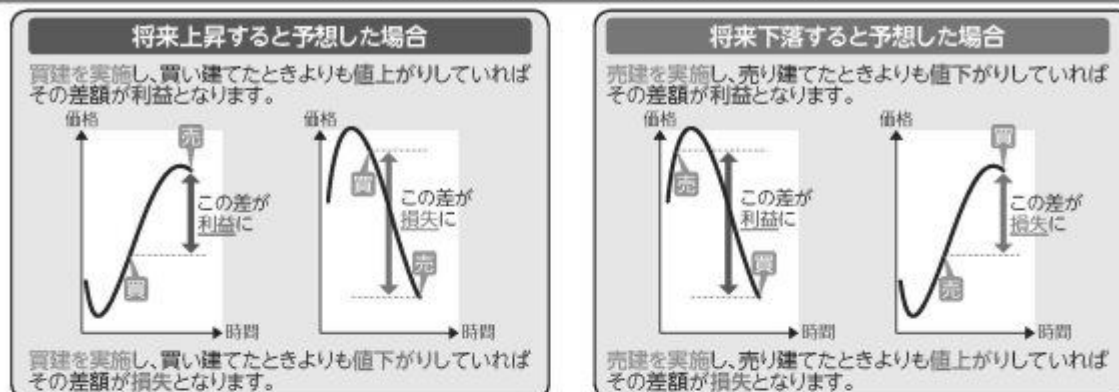 将来上昇すると予想した場合
買建を実施し、買い建てたときよりも値上がりしていれば
その差額が利益となります。
価格
売
この差が
利益に
買
時間
価格
買
この差が
損失に
売
時間
買建を実施し、買い建てたときよりも値下がりしていれば
その差額が損失となります。
将来下落すると予想した場合
売建を実施し、売り建てたときよりも値下がりしていれば
その差額が利益となります。
価格
売
この差が
利益に
買
時間
価格
買
この差が
損失に
売
時間
売建を実施し、売り建てたときよりも値上がりしていれば
その差額が損失となります。